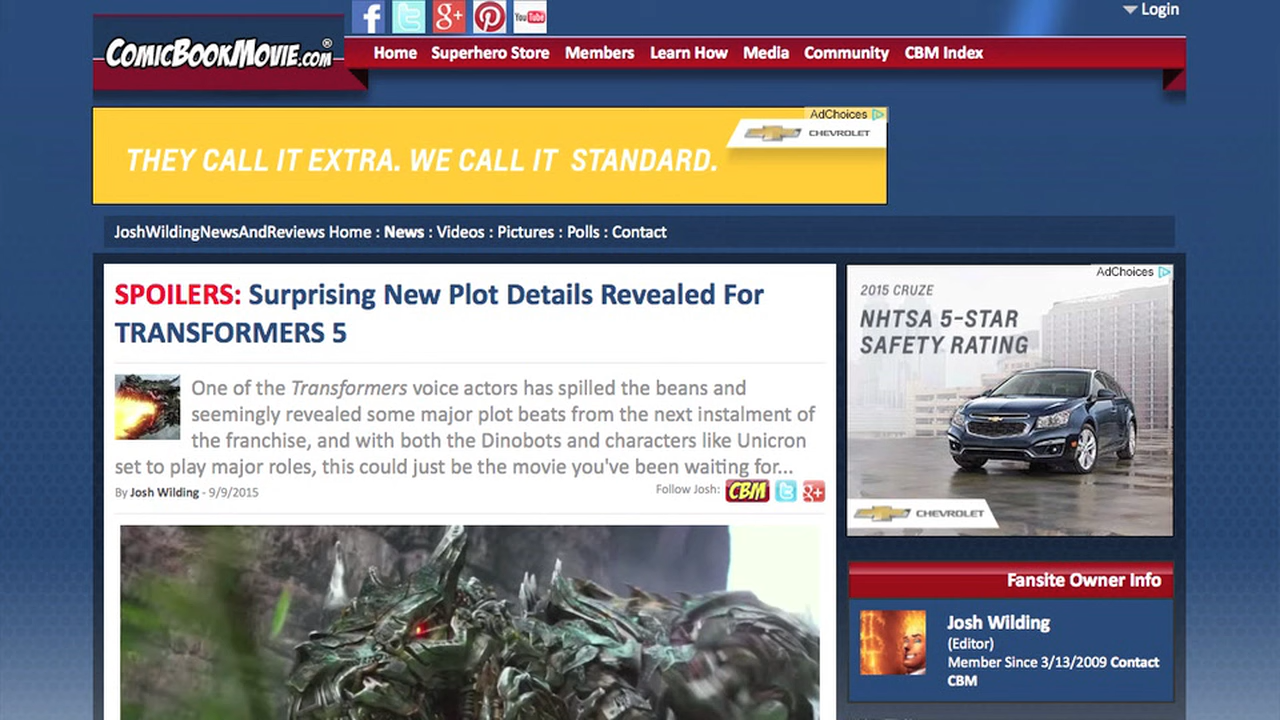 Login
COMICBOOKMOVIE.COM®
Home Superhero Store Members Learn How Media Community CBM Index
AdChoices
CHEVROLET
THEY CALL IT EXTRA. WE CALL IT STANDARD.
JoshWildingNewsAndReviews Home : News : Videos : Pictures : Polls : Contact
SPOILERS: Surprising New Plot Details Revealed For
TRANSFORMERS 5
One of the Transformers voice actors has spilled the beans and
seemingly revealed some major plot beats from the next instalment of
the franchise, and with both the Dinobots and characters like Unicron
set to play major roles, this could just be the movie you've been waiting for...
By Josh Wilding - 9/9/2015
Follow Josh: CBM g+
AdChoices
2015 CRUZE
NHTSA 5-STAR
SAFETY RATING
CHEVROLET
Fansite Owner Info
Josh Wilding
(Editor)
Member Since 3/13/2009 Contact
CBM
f t g+ P You Tube